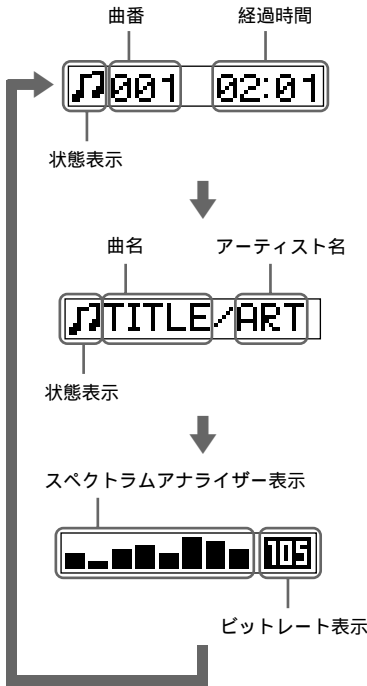 曲番 経過時間
♫001 02:01
状態表示
曲名 アーティスト名
♫TITLE/ART
状態表示
スペクトラムアナライザー表示
105
ビットレート表示